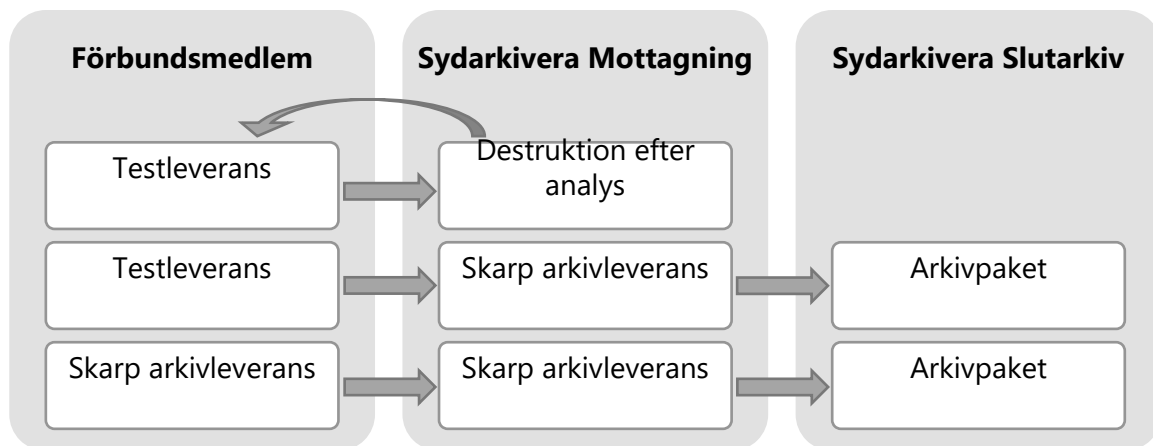 Förbundsmedlem
Sydarkivera Mottagning
Sydarkivera Slutarkiv
Testleverans
Destruktion efter
analys
Testleverans
Skarp arkivleverans
Arkivpaket
Skarp arkivleverans
Skarp arkivleverans
Arkivpaket